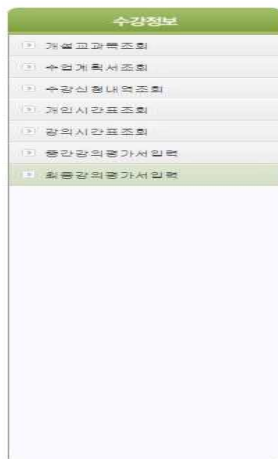 수강정보
개설교과목조회
수업계획서조회
수강신청내역조회
개인시간표조회
강의시간표조회
중간강의평가서입력
최종강의평가서입력